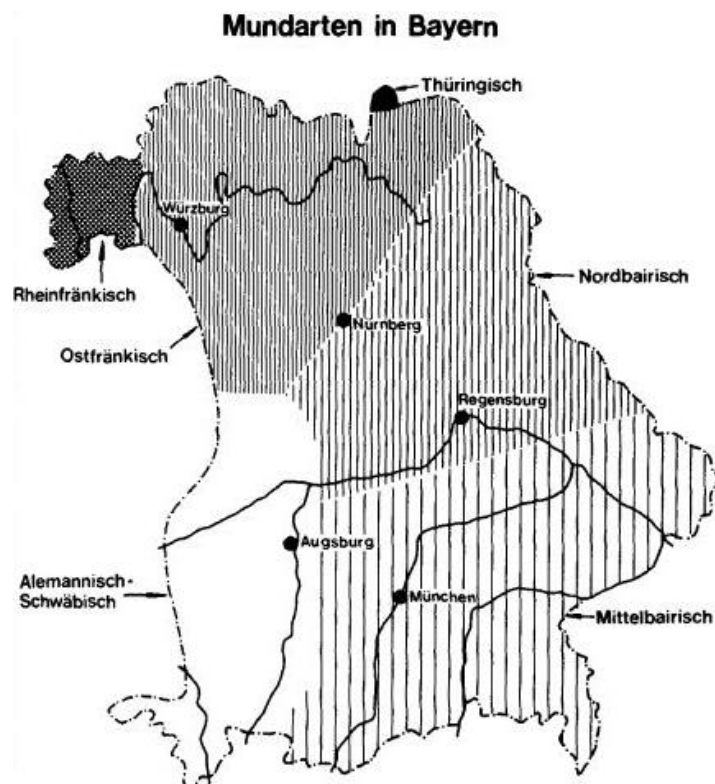 Mundarten in Bayern
Thüringisch
Würzburg
Rheinfränkisch
Nordbairisch
Nürnberg
Ostfränkisch
Regensburg
Augsburg
Alemannisch-
Schwäbisch
München
Mittelbairisch